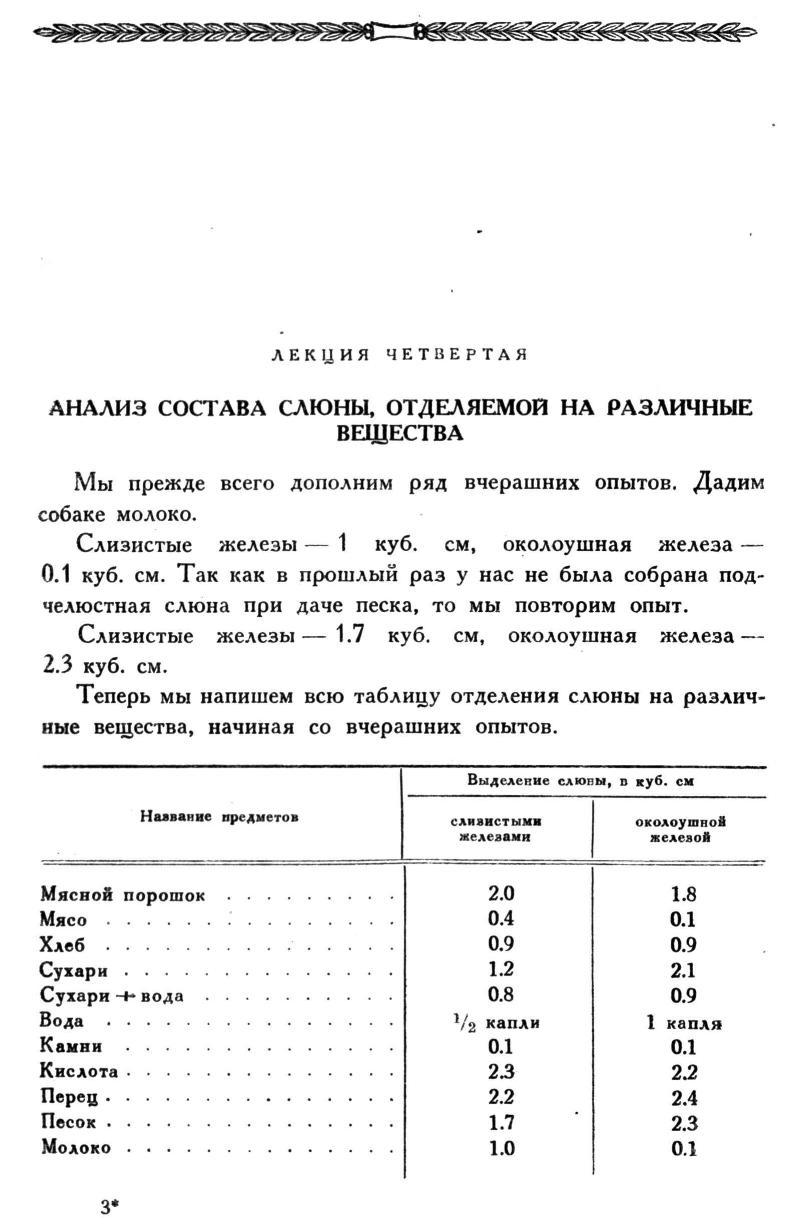 ЛЕКЦИЯ ЧЕТВЕРТАЯ
АНАЛИЗ СОСТАВА СЛЮНЫ, ОТДЕЛЯЕМОЙ НА РАЗЛИЧНЫЕ
ВЕЩЕСТВА
Мы прежде всего дополним ряд вчерашних опытов. Дадим
собаке молоко.
Слизистые железы — 1 куб. см, околоушная железа —
0.1 куб. см. Так как в прошлый раз у нас не была собрана под-
челюстная слюна при даче песка, то мы повторим опыт.
Слизистые железы — 1.7 куб. см, околоушная железа —
2.3 куб. см.
Теперь мы напишем всю таблицу отделения слюны на различ-
ные вещества, начиная со вчерашних опытов.
Название предметов
Выделение слюны, в куб. см
слизистыми
железами
околоушной
железой
Мясной порошок . . . . . . . . . 2.0 1.8
Мясо . . . . . . . . . . . . . . . . 0.4 0.1
Хлеб . . . . . . . . . . . . . . . . 0.9 0.9
Сухари . . . . . . . . . . . . . . . 1.2 2.1
Сухари + вода . . . . . . . . . . 0.8 0.9
Вода . . . . . . . . . . . . . . . . 1/2 капли 1 капля
Камни . . . . . . . . . . . . . . . 0.1 0.1
Кислота . . . . . . . . . . . . . . 2.3 2.2
Перец . . . . . . . . . . . . . . . . 2.2 2.4
Песок . . . . . . . . . . . . . . . . 1.7 2.3
Молоко . . . . . . . . . . . . . . . 1.0 0.1
3*